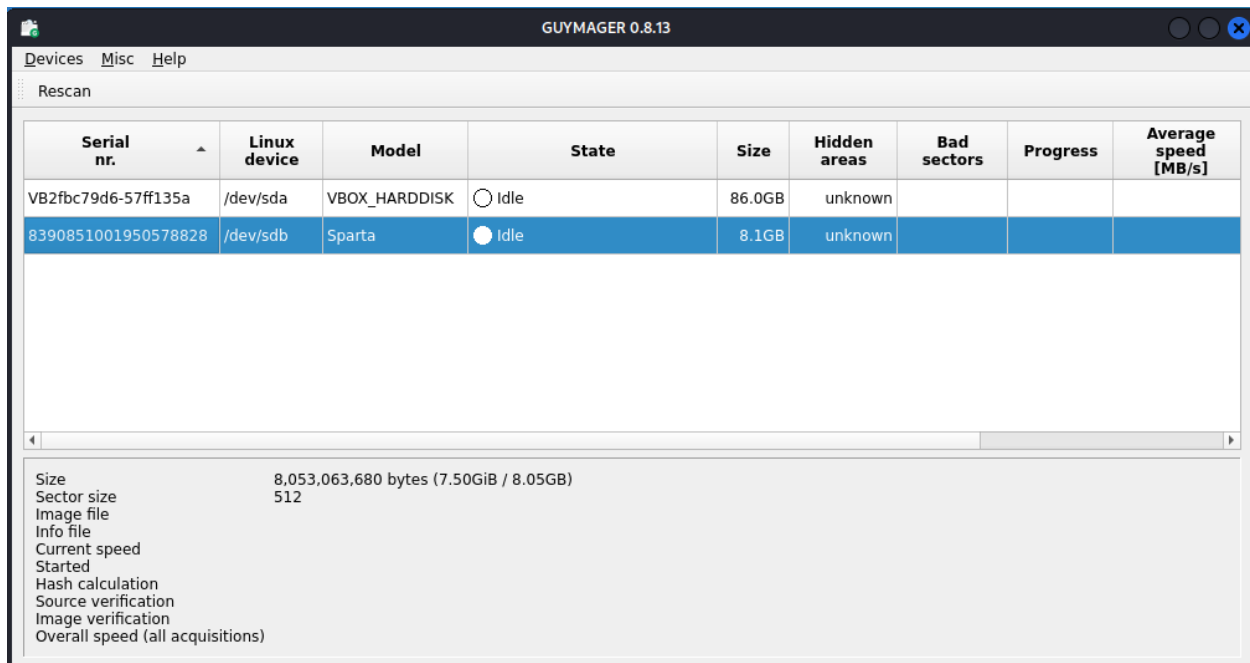 GUYMAGER 0.8.13
Devices Misc Help
Rescan
Serial nr. Linux device Model State Size Hidden areas Bad sectors Progress Average speed [MB/s]
VB2fbc79d6-57ff135a /dev/sda VBOX_HARDDISK Idle 86.0GB unknown
8390851001950578828 /dev/sdb Sparta Idle 8.1GB unknown
Size 8,053,063,680 bytes (7.50GiB / 8.05GB)
Sector size 512
Image file
Info file
Current speed
Started
Hash calculation
Source verification
Image verification
Overall speed (all acquisitions)